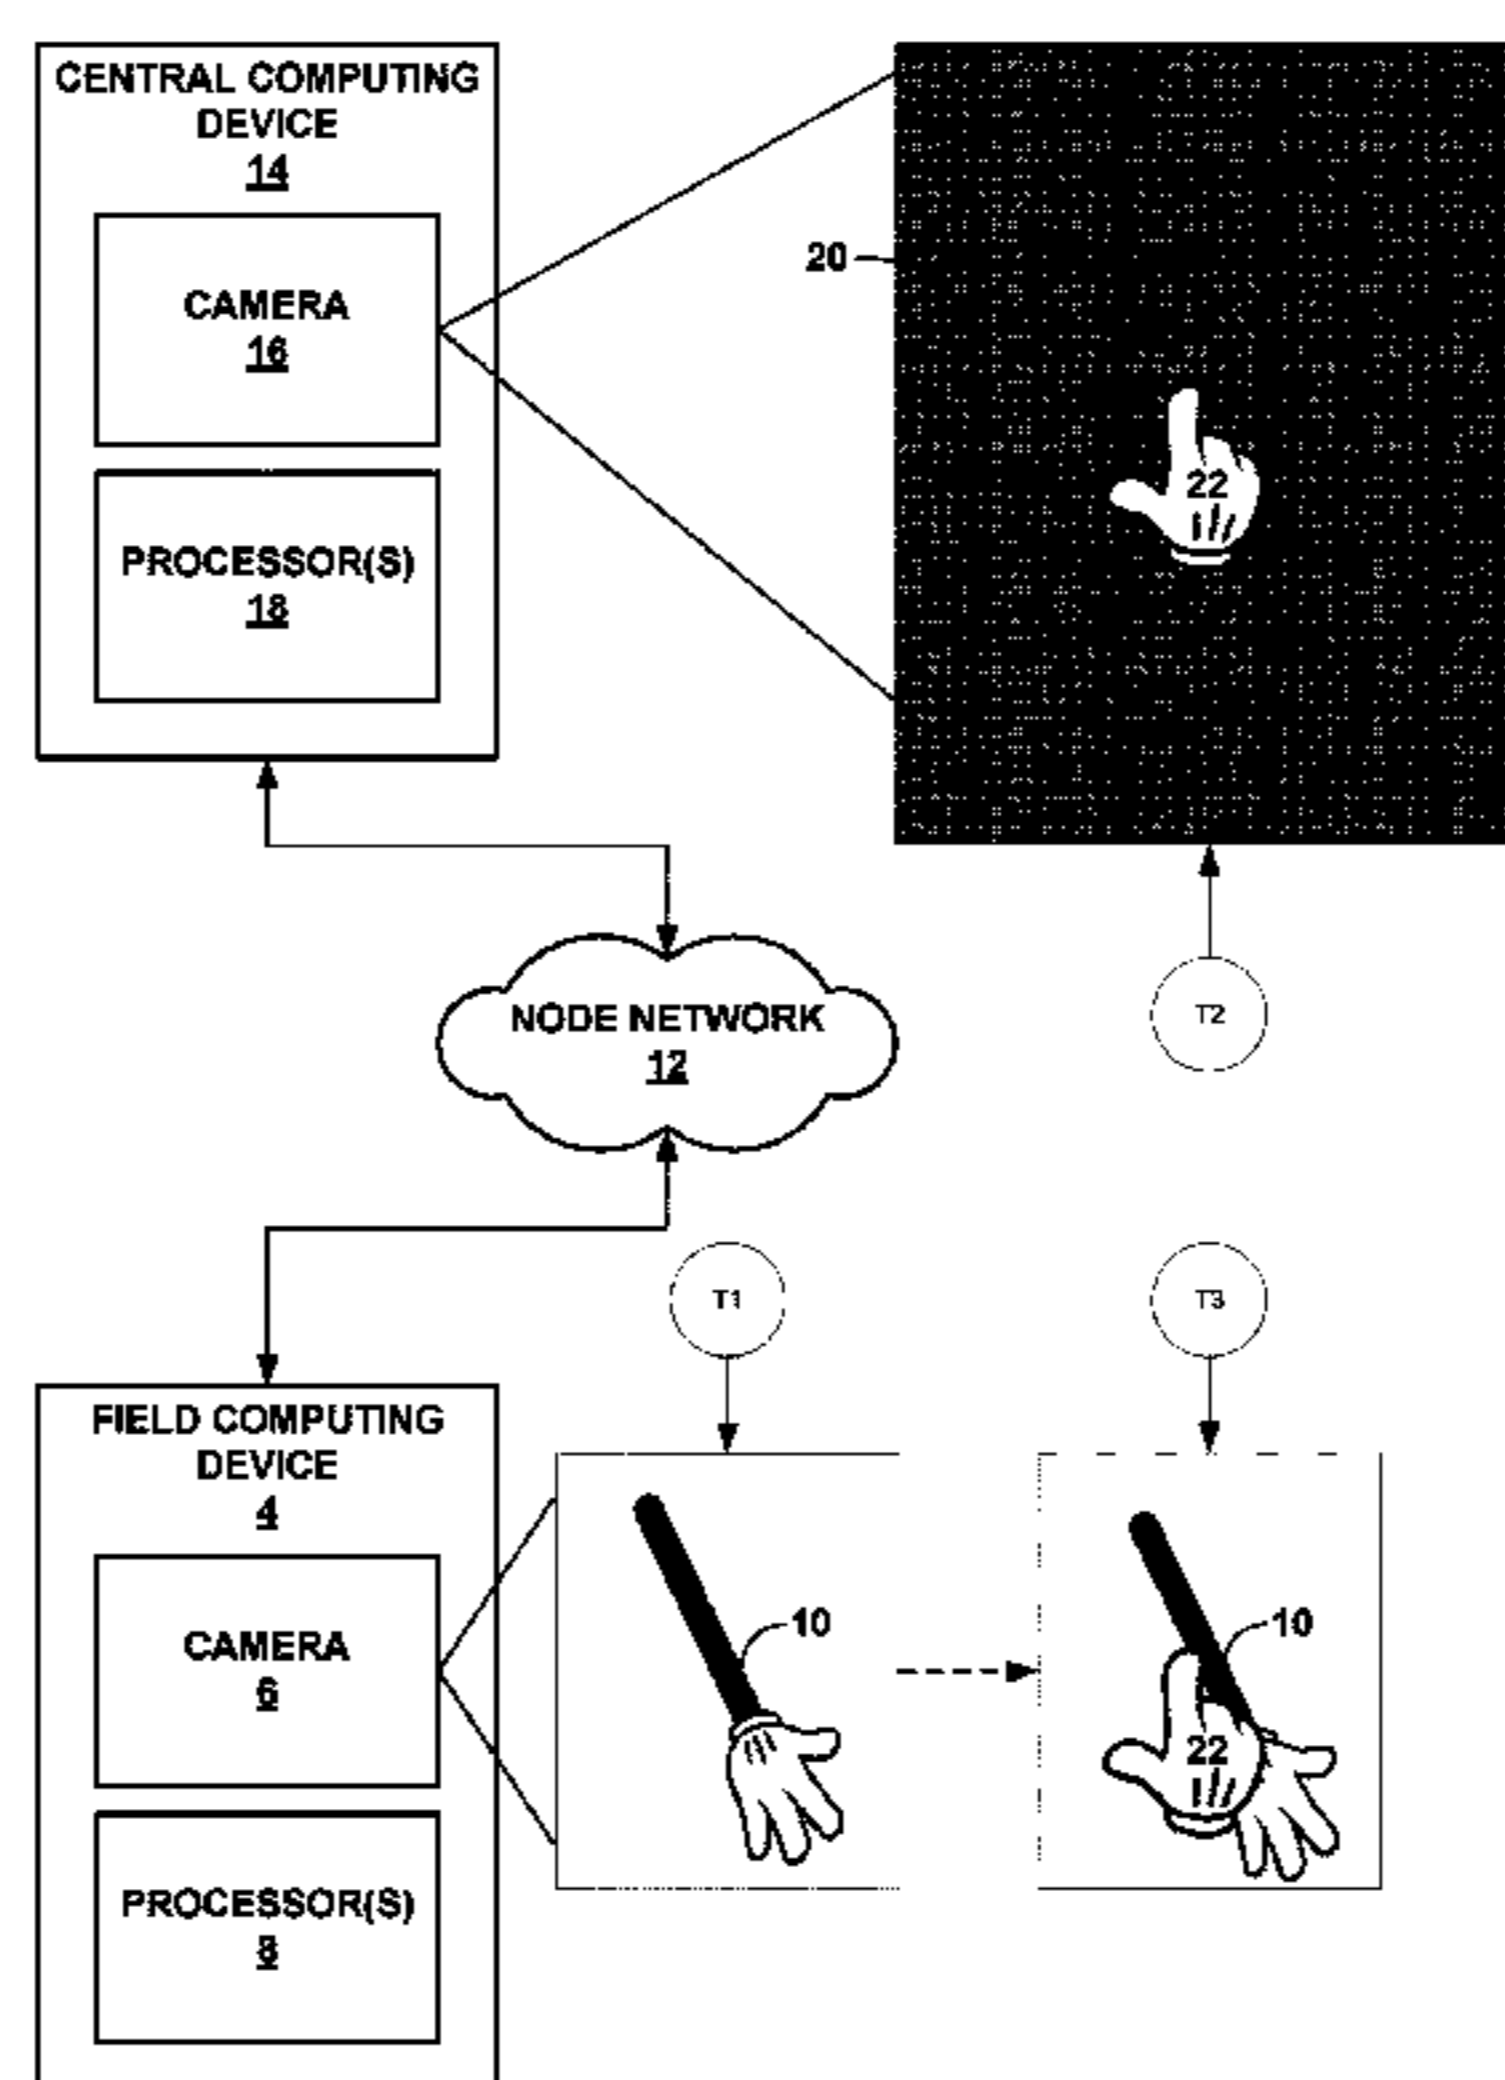 CENTRAL COMPUTING
DEVICE
14
CAMERA
16
PROCESSOR(S)
18
20
22
NODE NETWORK
12
T2
T1
T3
FIELD COMPUTING
DEVICE
4
CAMERA
6
PROCESSOR(S)
8
10
10
22